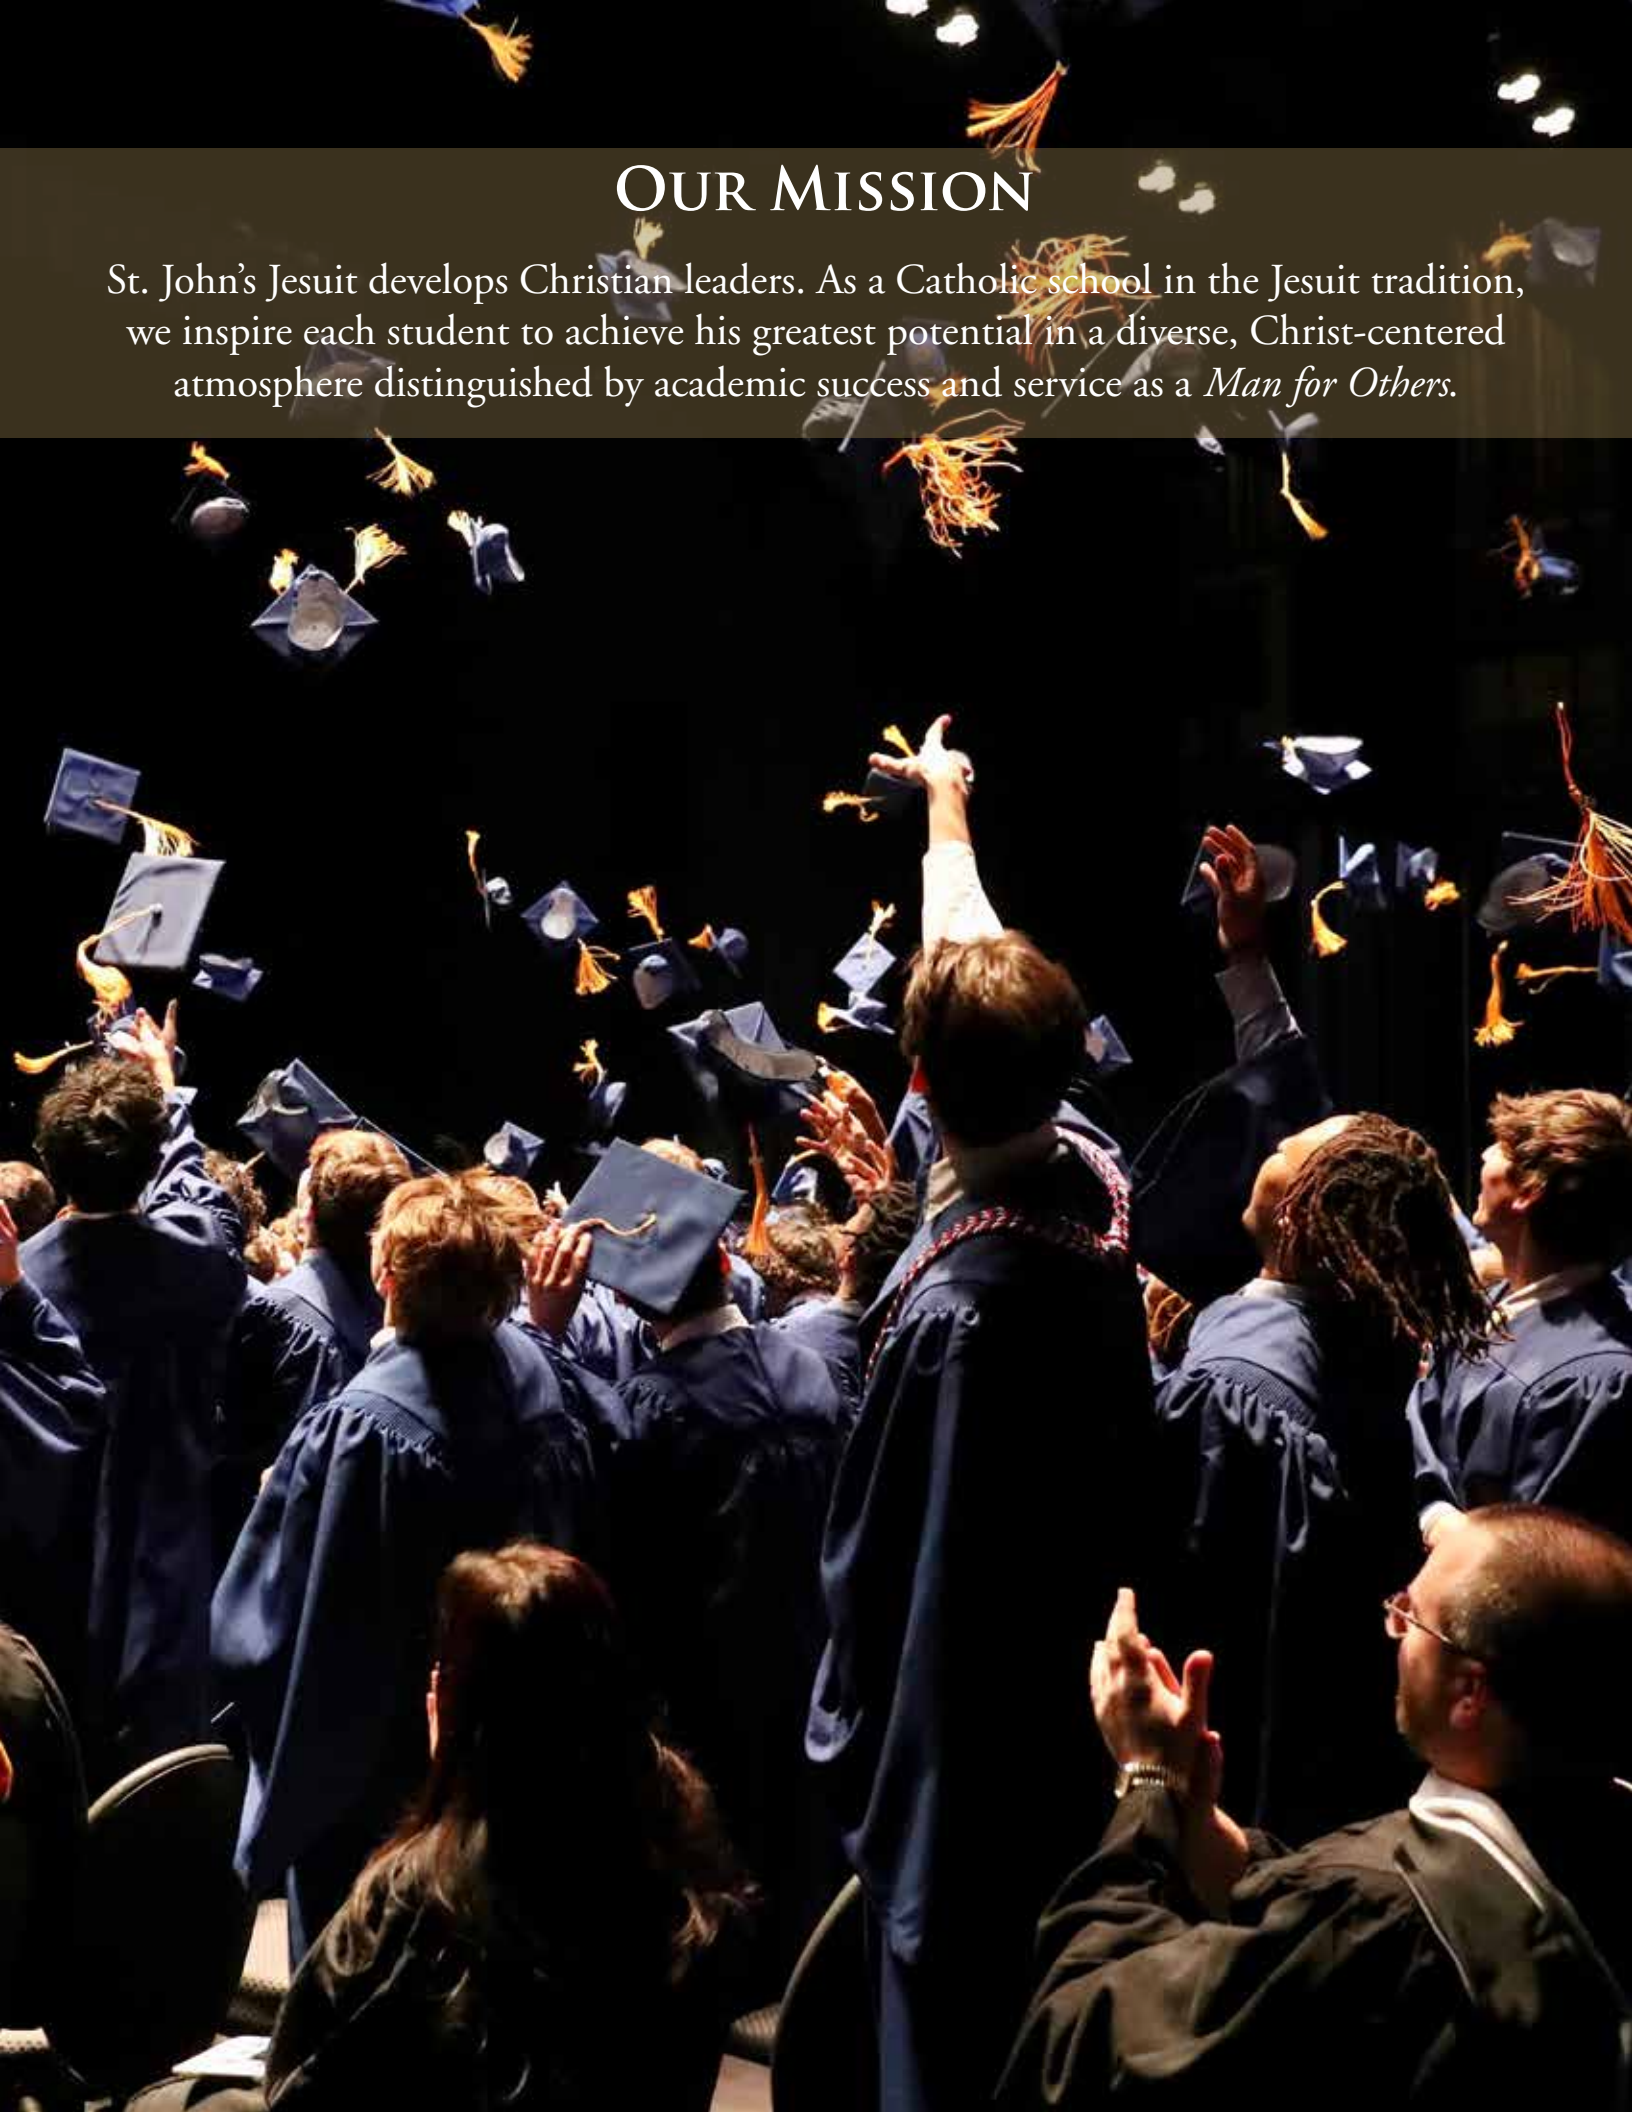 Our Mission
St. John’s Jesuit develops Christian leaders. As a Catholic school in the Jesuit tradition,
we inspire each student to achieve his greatest potential in a diverse, Christ-centered
atmosphere distinguished by academic success and service as a Man for Others.